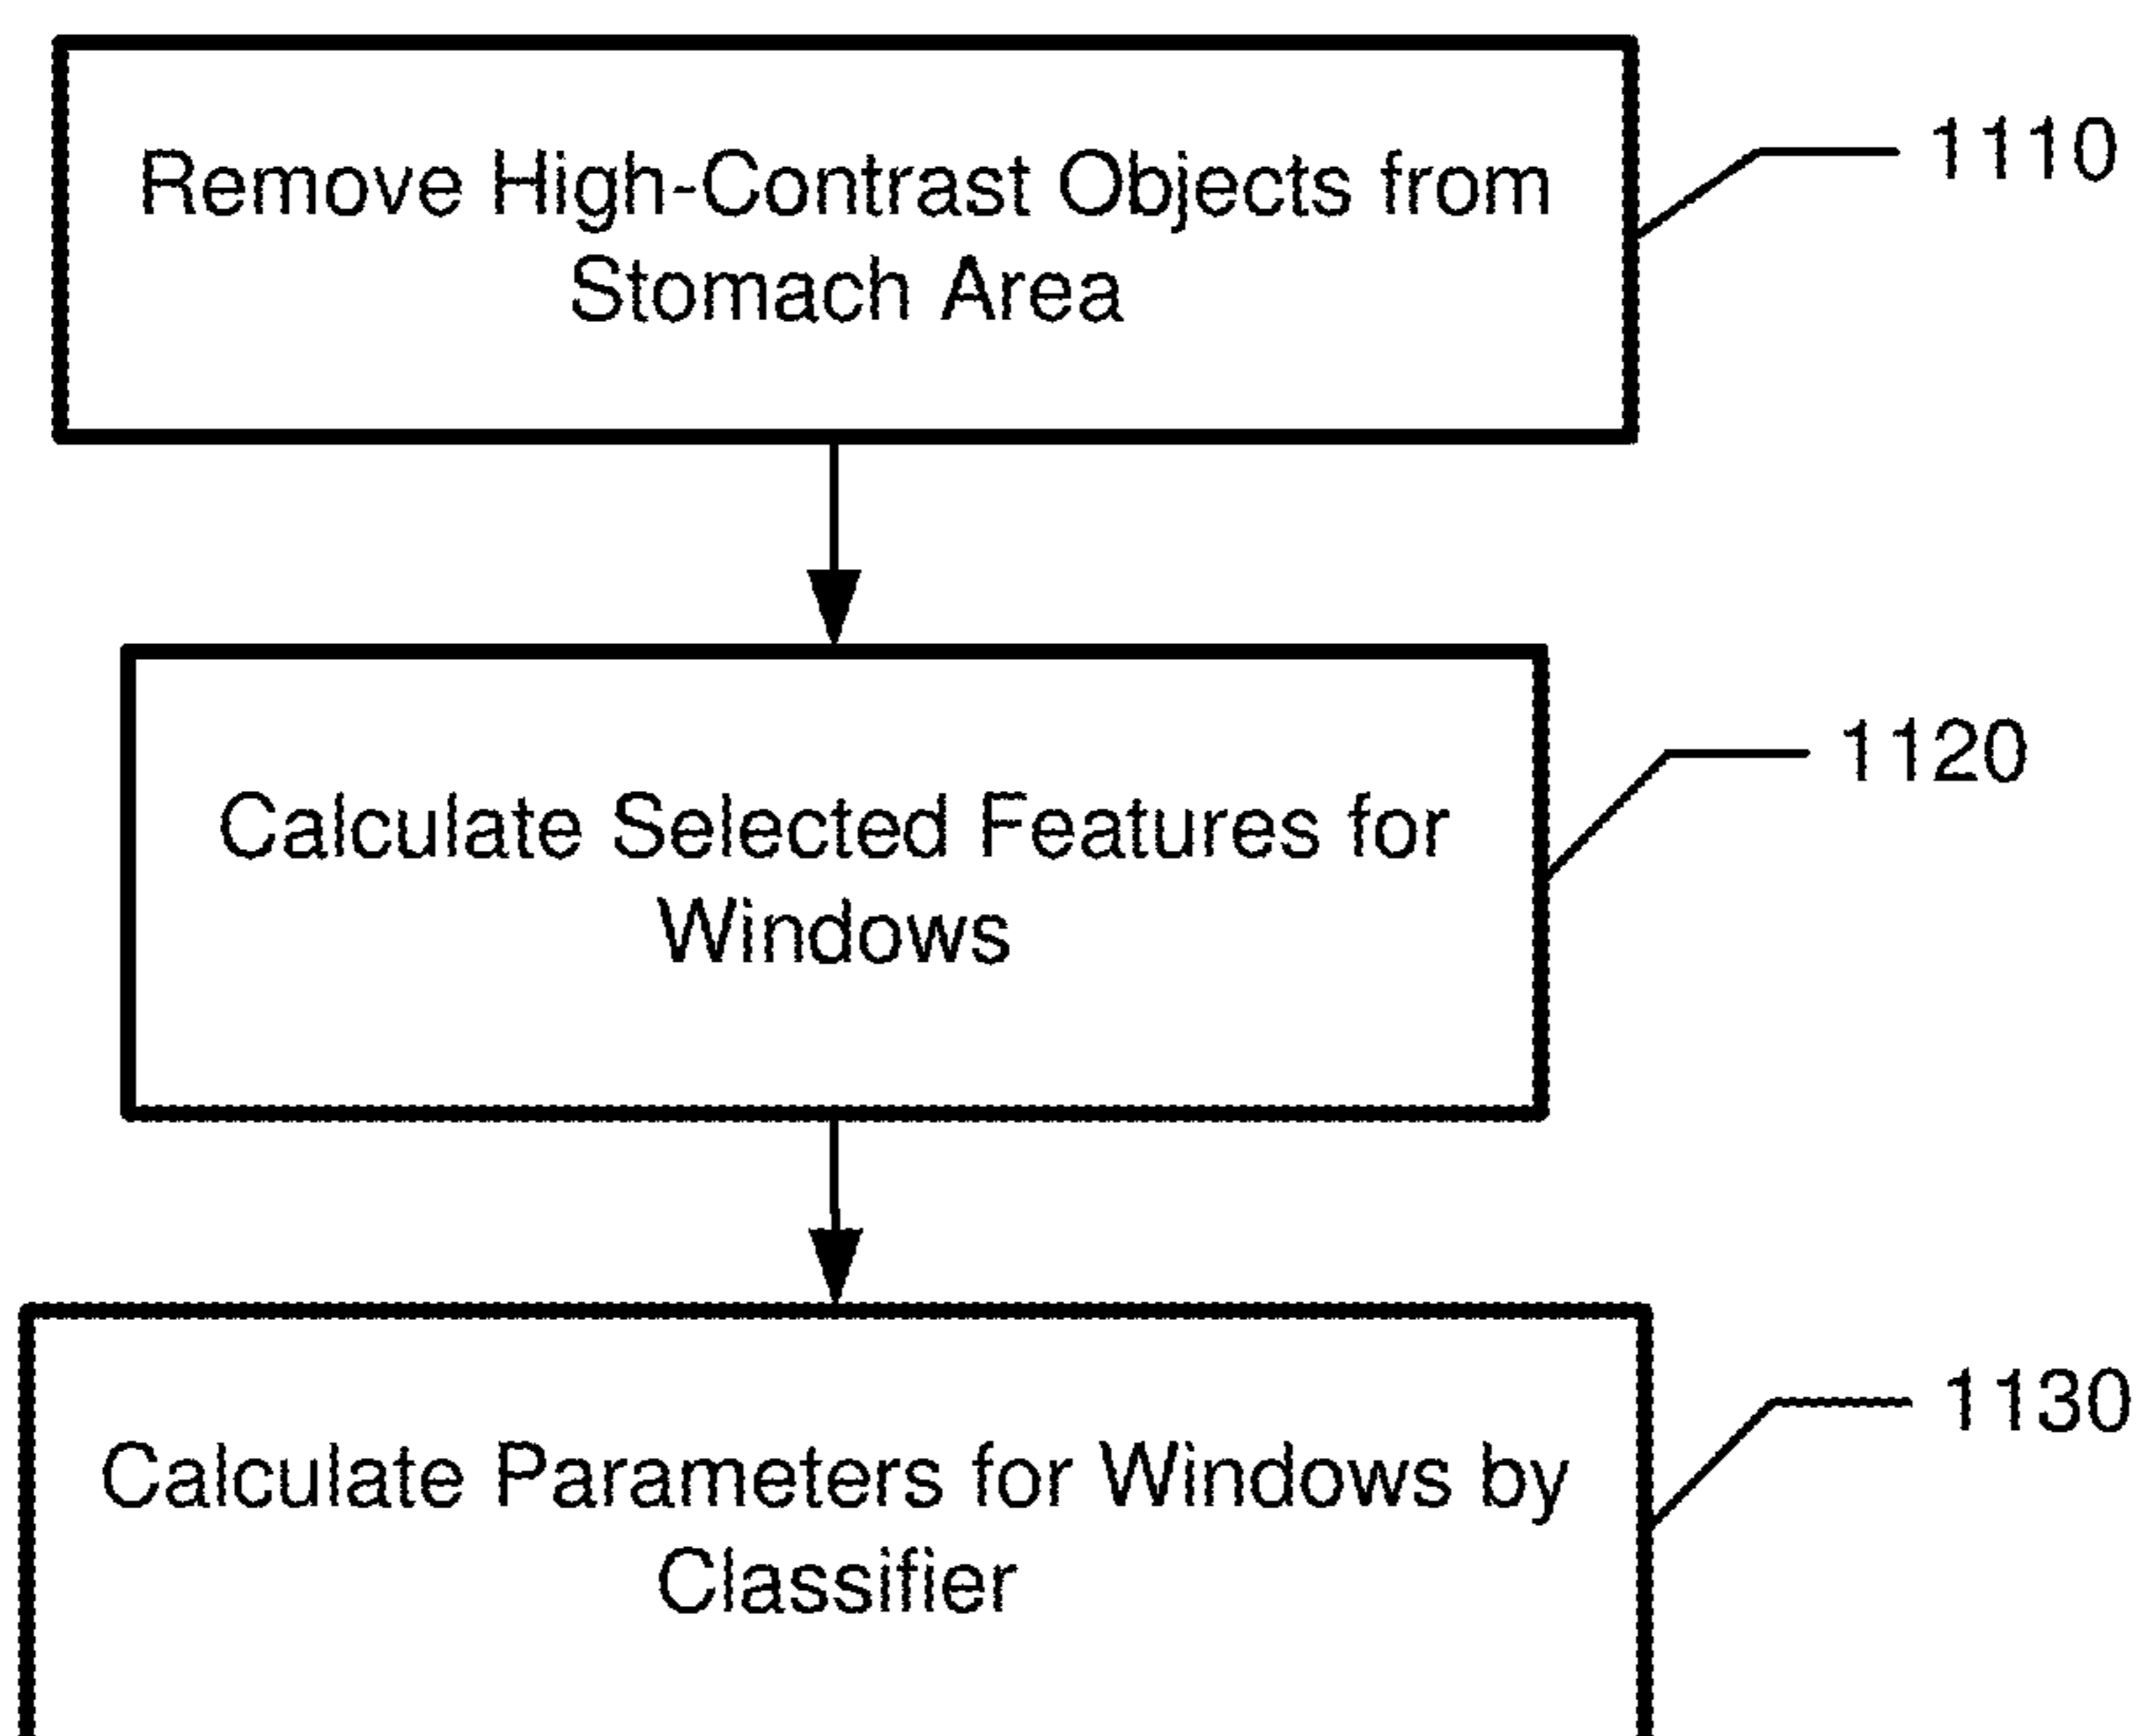 Remove High-Contrast Objects from
Stomach Area
1110
Calculate Selected Features for
Windows
1120
Calculate Parameters for Windows by
Classifier
1130